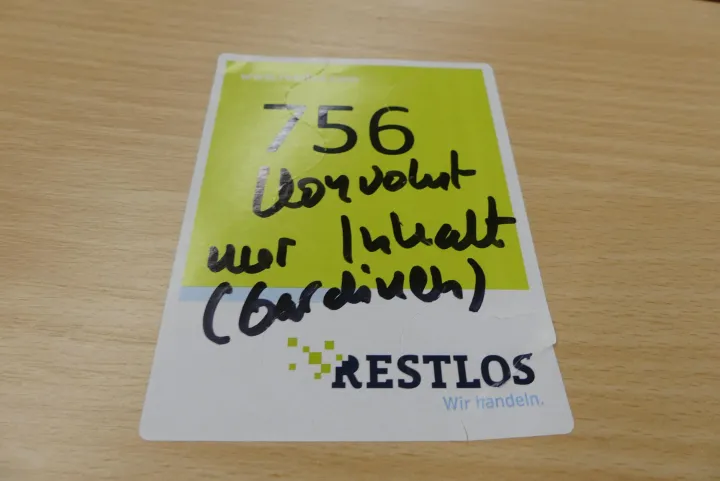 756
Konvolut
nur Inhalt
(Gardinen)
RESTLOS
Wir handeln.